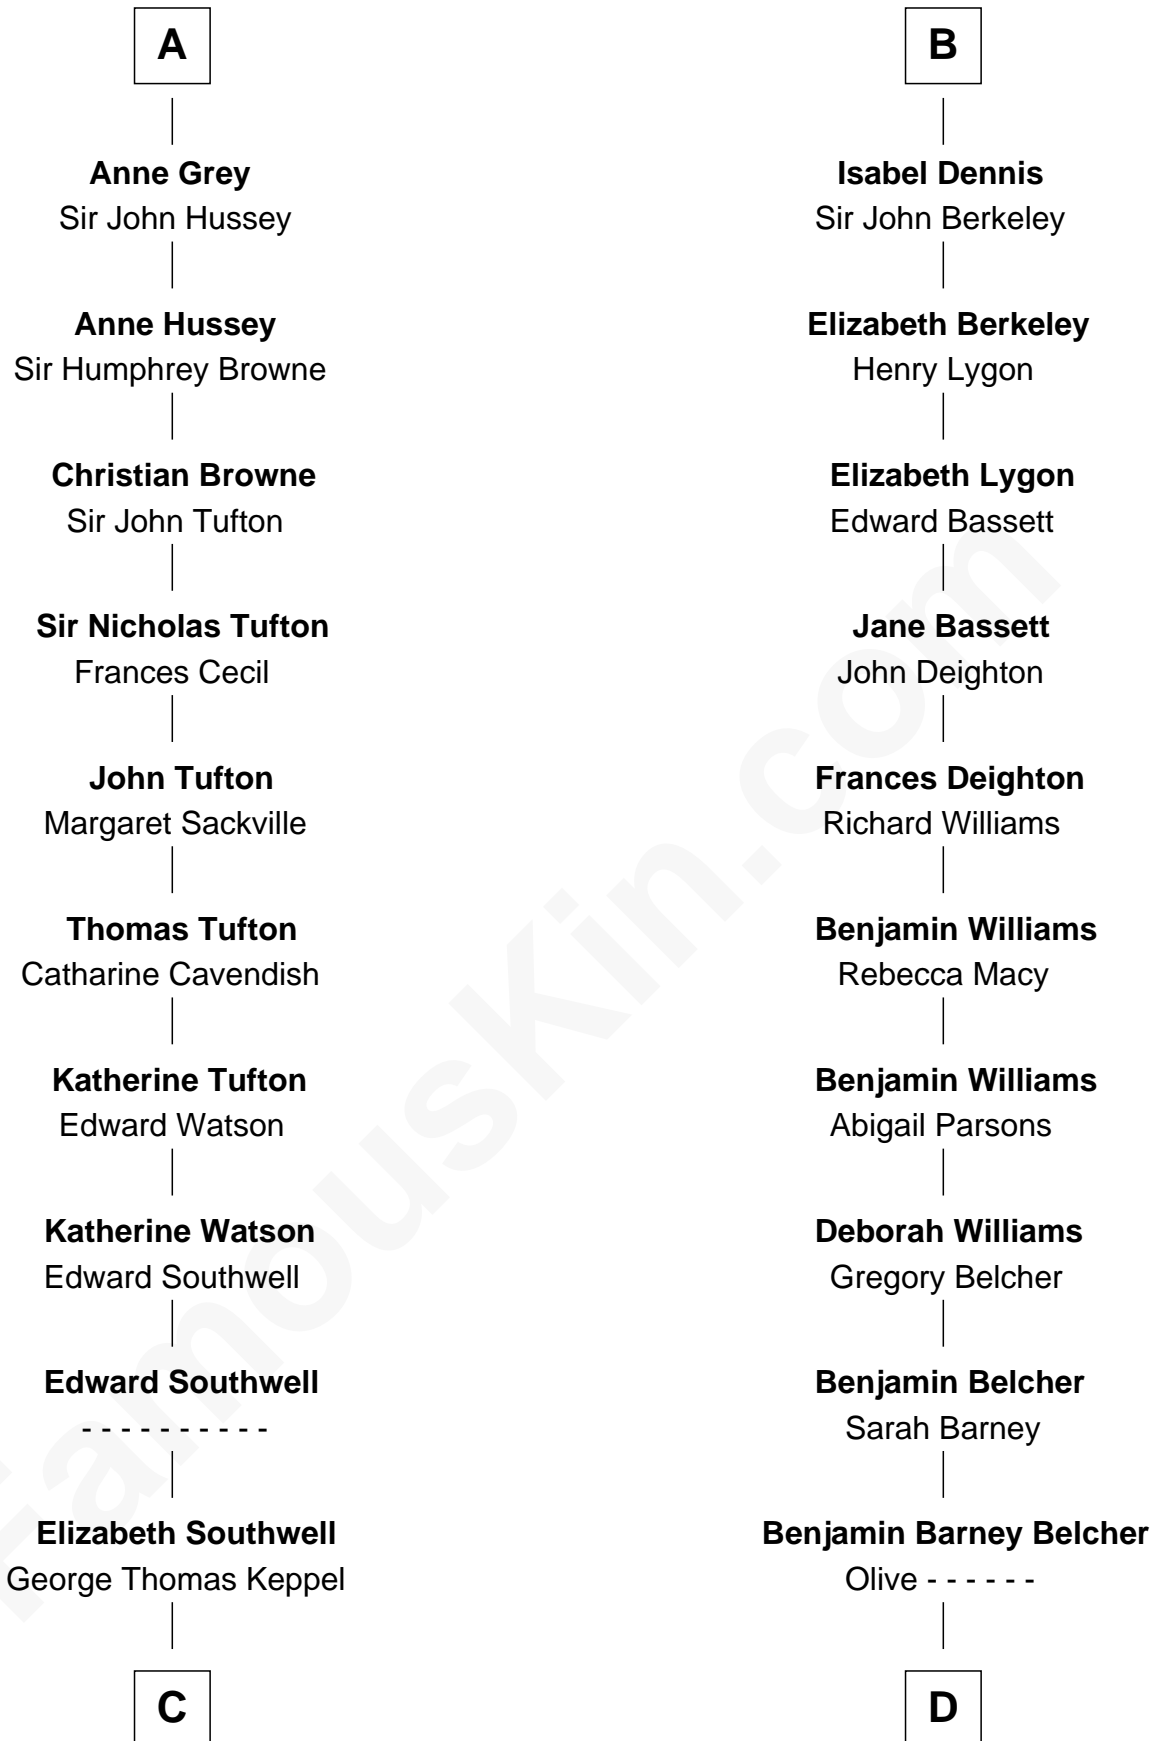 A
Anne Grey
Sir John Hussey
Anne Hussey
Sir Humphrey Browne
Christian Browne
Sir John Tufton
Sir Nicholas Tufton
Frances Cecil
John Tufton
Margaret Sackville
Thomas Tufton
Catharine Cavendish
Katherine Tufton
Edward Watson
Katherine Watson
Edward Southwell
Edward Southwell
- - - - - - - - - -
Elizabeth Southwell
George Thomas Keppel
C
B
Isabel Dennis
Sir John Berkeley
Elizabeth Berkeley
Henry Lygon
Elizabeth Lygon
Edward Bassett
Jane Bassett
John Deighton
Frances Deighton
Richard Williams
Benjamin Williams
Rebecca Macy
Benjamin Williams
Abigail Parsons
Deborah Williams
Gregory Belcher
Benjamin Belcher
Sarah Barney
Benjamin Barney Belcher
Olive - - - - - -
D
FamousKin.com